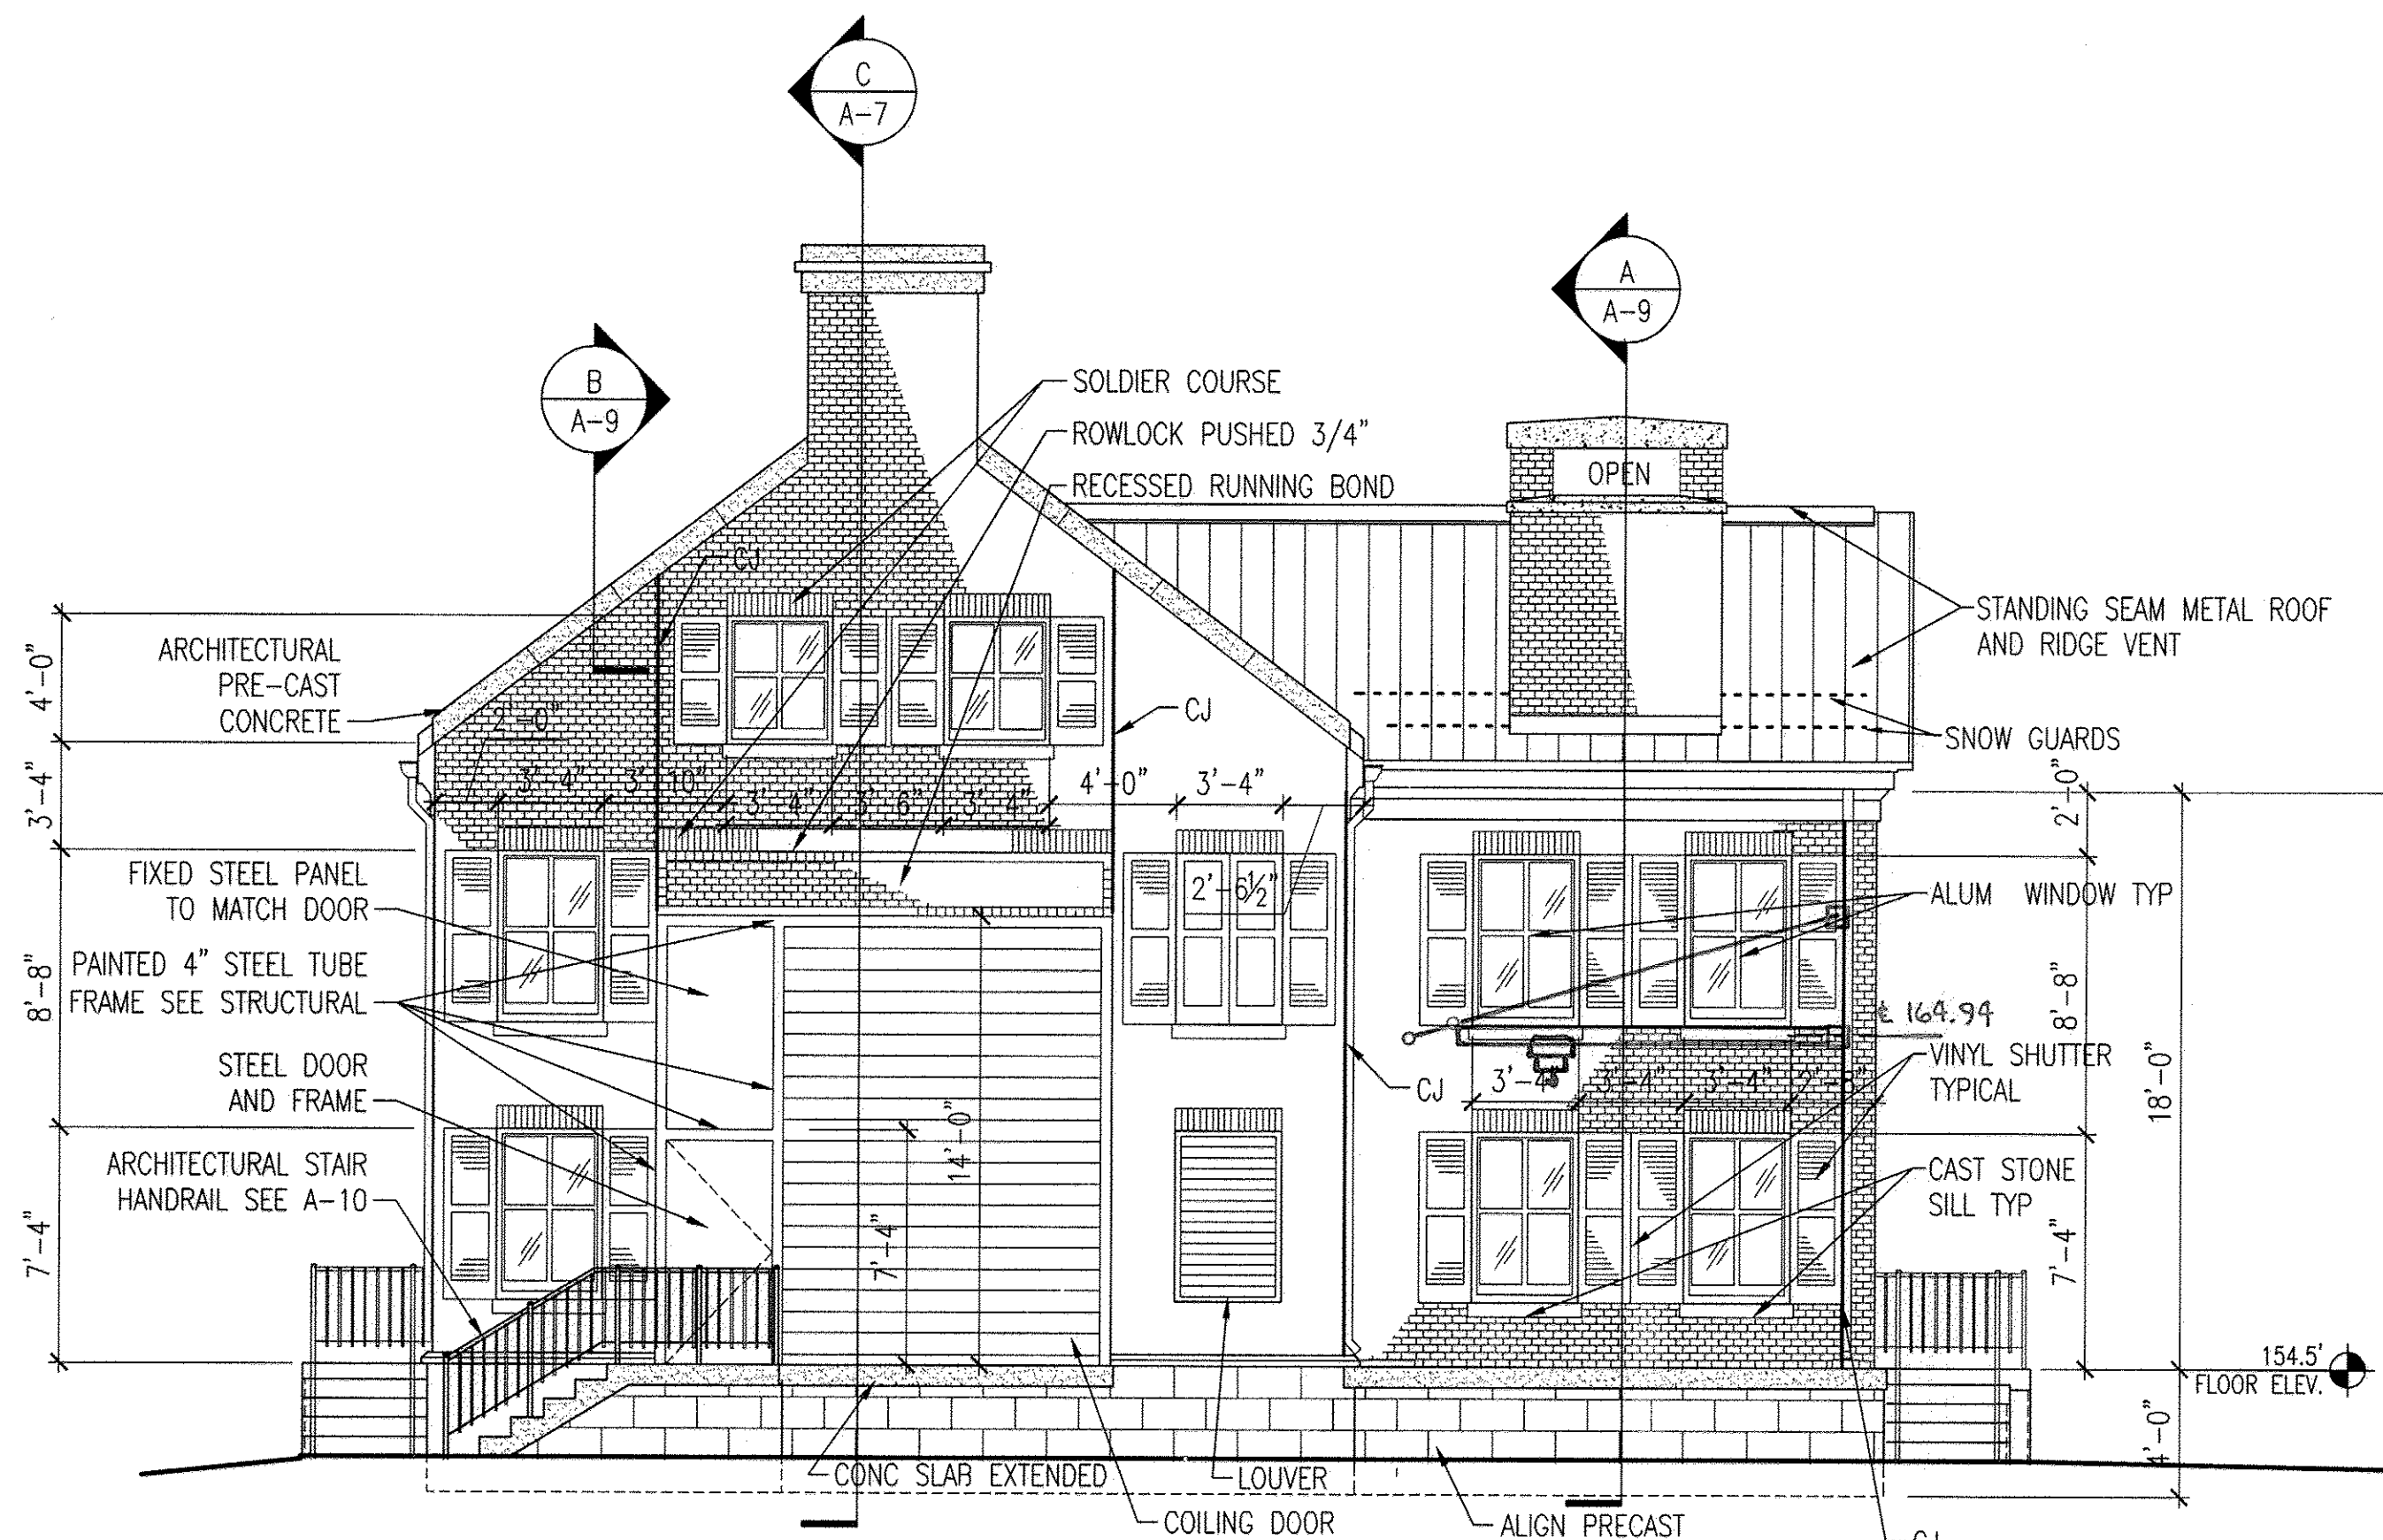 C
A-7
A
A-9
B
A-9
SOLDIER COURSE
ROWLOCK PUSHED 3/4"
RECESSED RUNNING BOND
OPEN
CJ
STANDING SEAM METAL ROOF
AND RIDGE VENT
ARCHITECTURAL
PRE-CAST
CONCRETE
4'-0"
2'-0"
CJ
SNOW GUARDS
3'-4"
3'-4"
3'-10"
3'-4"
3'-6"
3'-4"
4'-0"
3'-4"
2'-0"
FIXED STEEL PANEL
TO MATCH DOOR
2'-6½"
ALUM WINDOW TYP
8'-8"
PAINTED 4" STEEL TUBE
FRAME SEE STRUCTURAL
℄ 164.94
8'-8"
STEEL DOOR
AND FRAME
CJ
3'-4"
3'-4"
3'-4"
VINYL SHUTTER
TYPICAL
18'-0"
14'-0"
ARCHITECTURAL STAIR
HANDRAIL SEE A-10
CAST STONE
SILL TYP
7'-4"
7'-4"
7'-4"
154.5'
FLOOR ELEV.
4'-0"
CONC SLAB EXTENDED
LOUVER
COILING DOOR
ALIGN PRECAST
CJ